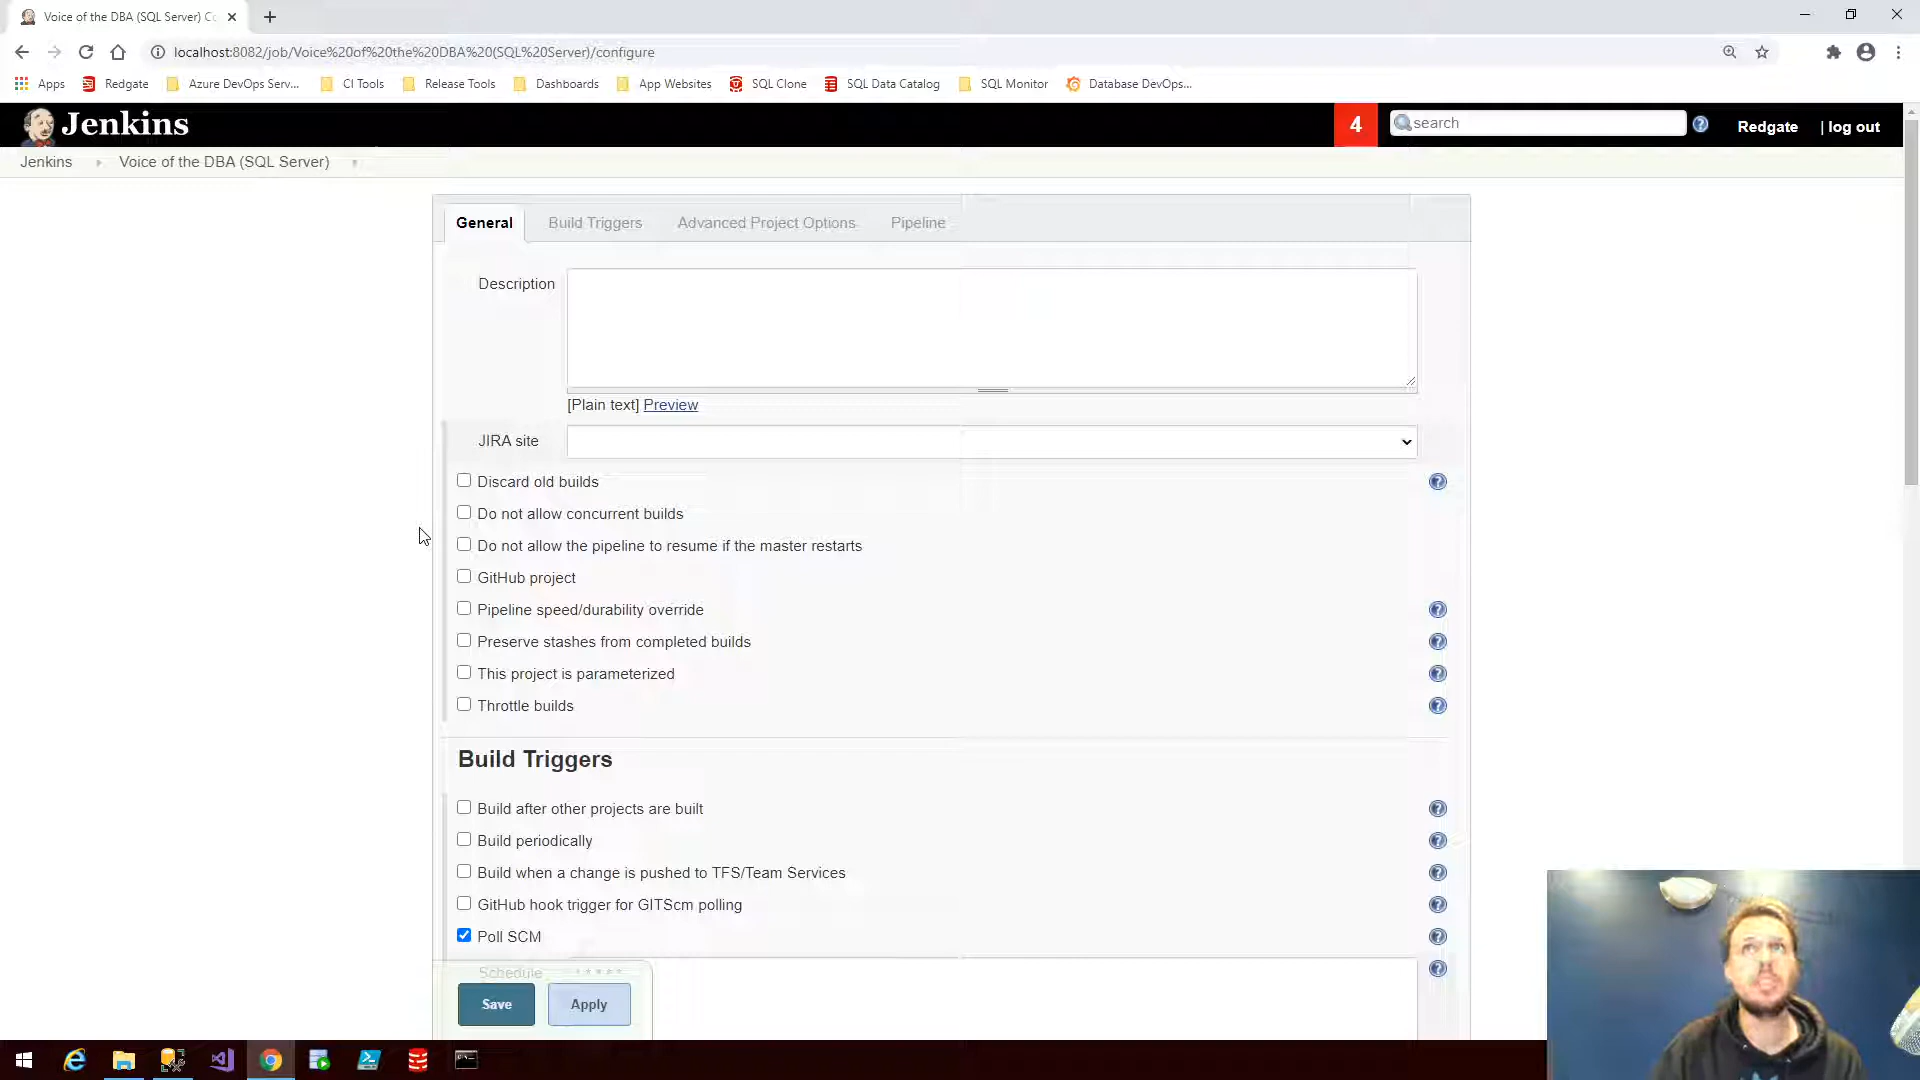 Voice of the DBA (SQL Server) Co
localhost:8082/job/Voice%20of%20the%20DBA%20(SQL%20Server)/configure
Apps Redgate Azure DevOps Serv... CI Tools Release Tools Dashboards App Websites SQL Clone SQL Data Catalog SQL Monitor Database DevOps...
Jenkins 4 search Redgate | log out
Jenkins Voice of the DBA (SQL Server)
General Build Triggers Advanced Project Options Pipeline
Description
[Plain text] Preview
JIRA site
Discard old builds
Do not allow concurrent builds
Do not allow the pipeline to resume if the master restarts
GitHub project
Pipeline speed/durability override
Preserve stashes from completed builds
This project is parameterized
Throttle builds
Build Triggers
Build after other projects are built
Build periodically
Build when a change is pushed to TFS/Team Services
GitHub hook trigger for GITScm polling
Poll SCM
Schedule * * * * *
Save Apply